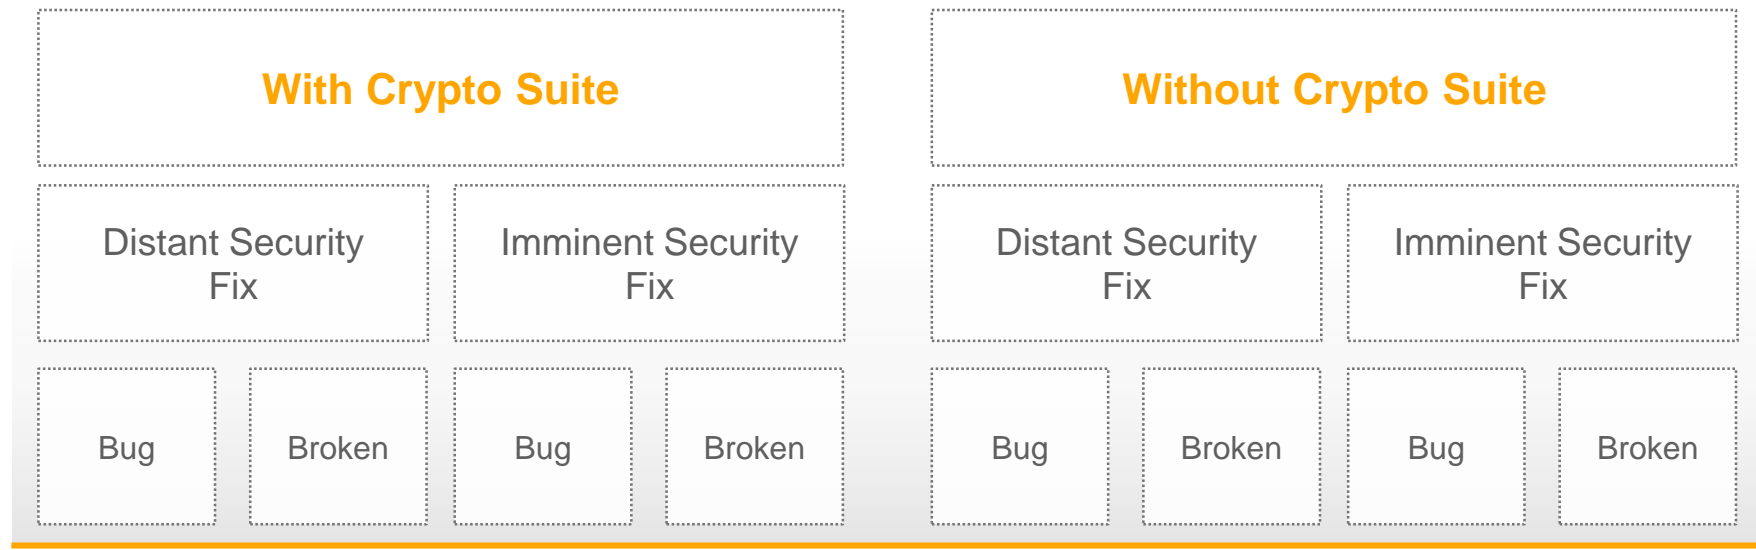 With Crypto Suite
Without Crypto Suite
Distant Security
Fix
Imminent Security
Fix
Distant Security
Fix
Imminent Security
Fix
Bug
Broken
Bug
Broken
Bug
Broken
Bug
Broken